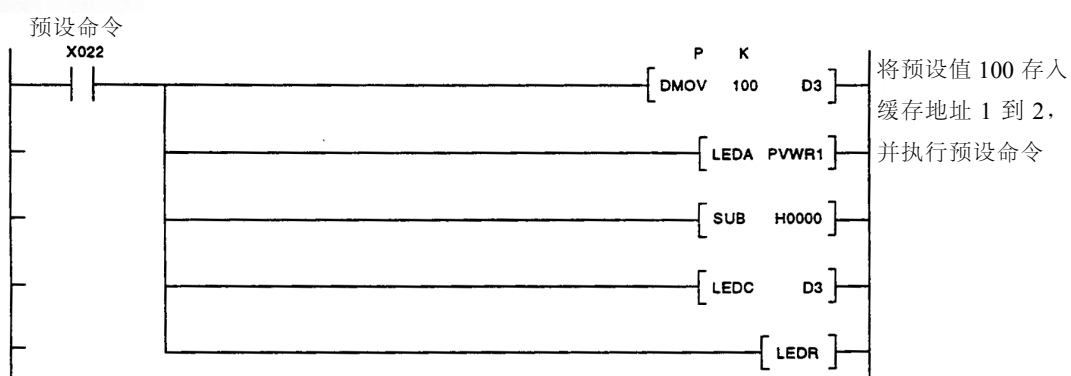 预设命令
X022
P K
DMOV 100 D3
将预设值 100 存入
缓存地址 1 到 2，
LEDA PVWR1
并执行预设命令
SUB H0000
LEDC D3
LEDR